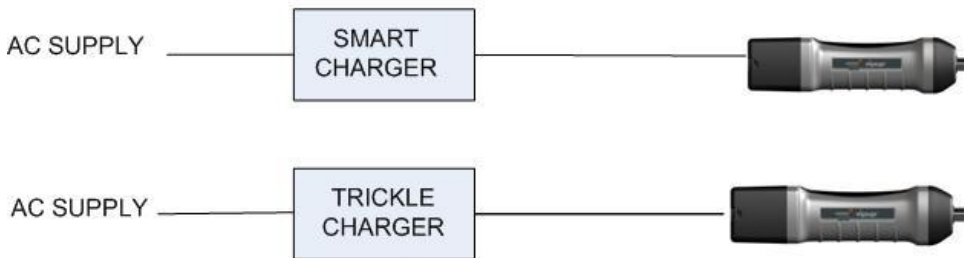 AC SUPPLY
SMART
CHARGER
AC SUPPLY
TRICKLE
CHARGER